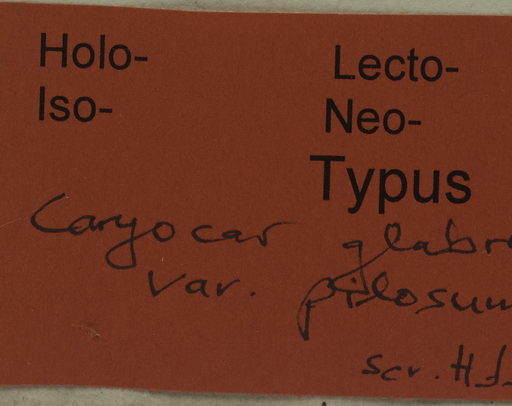 Holo- Lecto-
Iso- Neo-
Typus
Caryocar glabr
var. pilosum
scr.